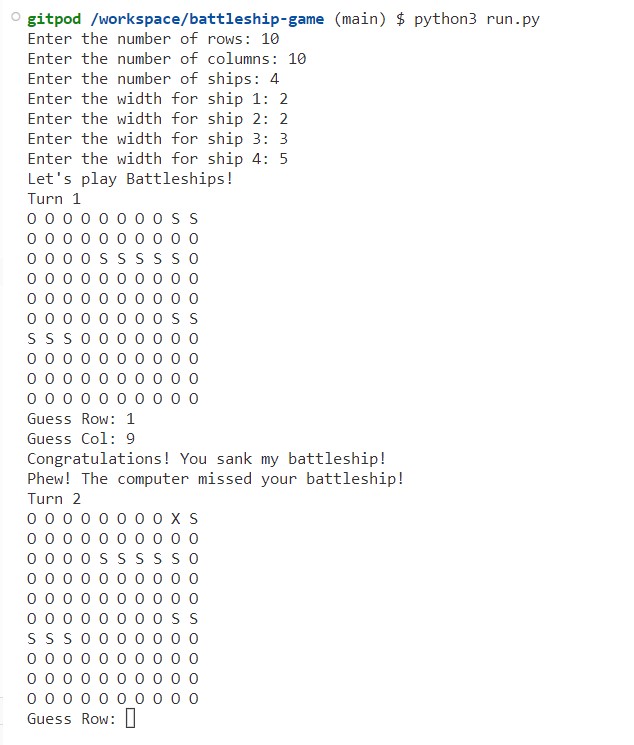 gitpod /workspace/battleship-game (main) $ python3 run.py
Enter the number of rows: 10
Enter the number of columns: 10
Enter the number of ships: 4
Enter the width for ship 1: 2
Enter the width for ship 2: 2
Enter the width for ship 3: 3
Enter the width for ship 4: 5
Let's play Battleships!
Turn 1
O O O O O O O O S S
O O O O O O O O O O
O O O O S S S S S O
O O O O O O O O O O
O O O O O O O O O O
O O O O O O O O S S
S S S O O O O O O O
O O O O O O O O O O
O O O O O O O O O O
O O O O O O O O O O
Guess Row: 1
Guess Col: 9
Congratulations! You sank my battleship!
Phew! The computer missed your battleship!
Turn 2
O O O O O O O O X S
O O O O O O O O O O
O O O O S S S S S O
O O O O O O O O O O
O O O O O O O O O O
O O O O O O O O S S
S S S O O O O O O O
O O O O O O O O O O
O O O O O O O O O O
O O O O O O O O O O
Guess Row: